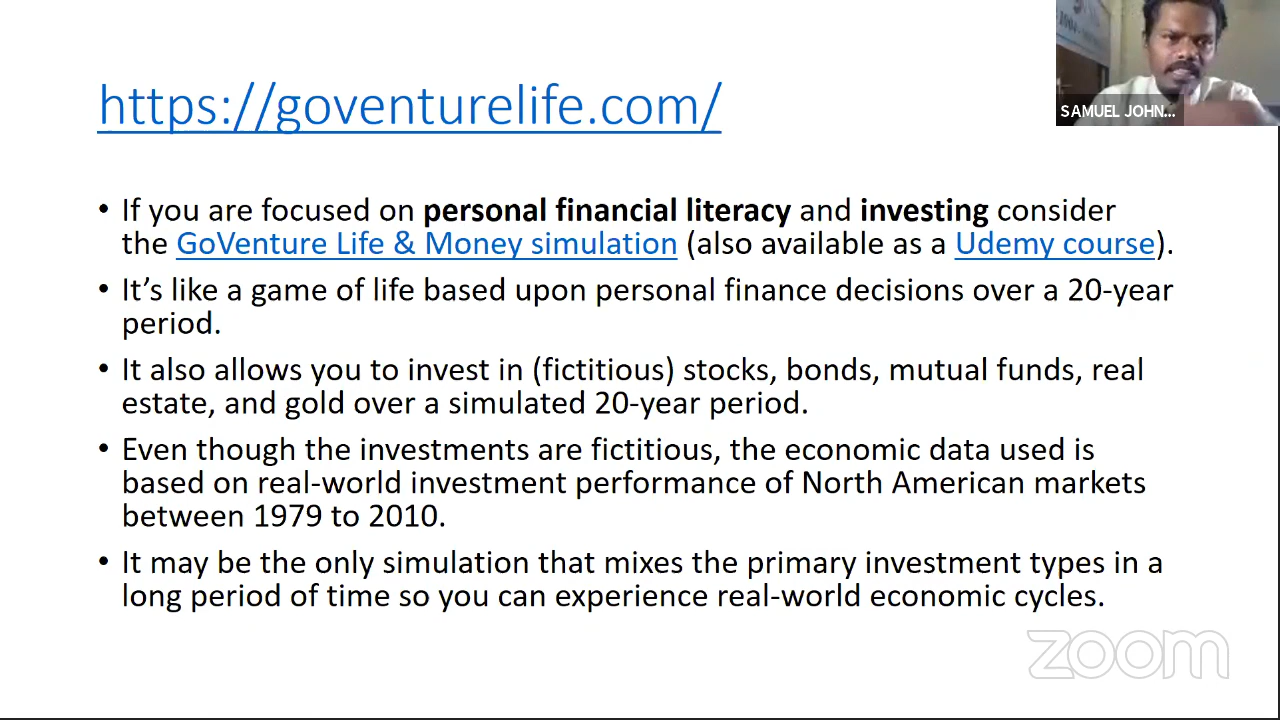 https://goventurelife.com/
SAMUEL JOHN...
• If you are focused on personal financial literacy and investing consider
the GoVenture Life & Money simulation (also available as a Udemy course).
• It’s like a game of life based upon personal finance decisions over a 20-year
period.
• It also allows you to invest in (fictitious) stocks, bonds, mutual funds, real
estate, and gold over a simulated 20-year period.
• Even though the investments are fictitious, the economic data used is
based on real-world investment performance of North American markets
between 1979 to 2010.
• It may be the only simulation that mixes the primary investment types in a
long period of time so you can experience real-world economic cycles.
zoom